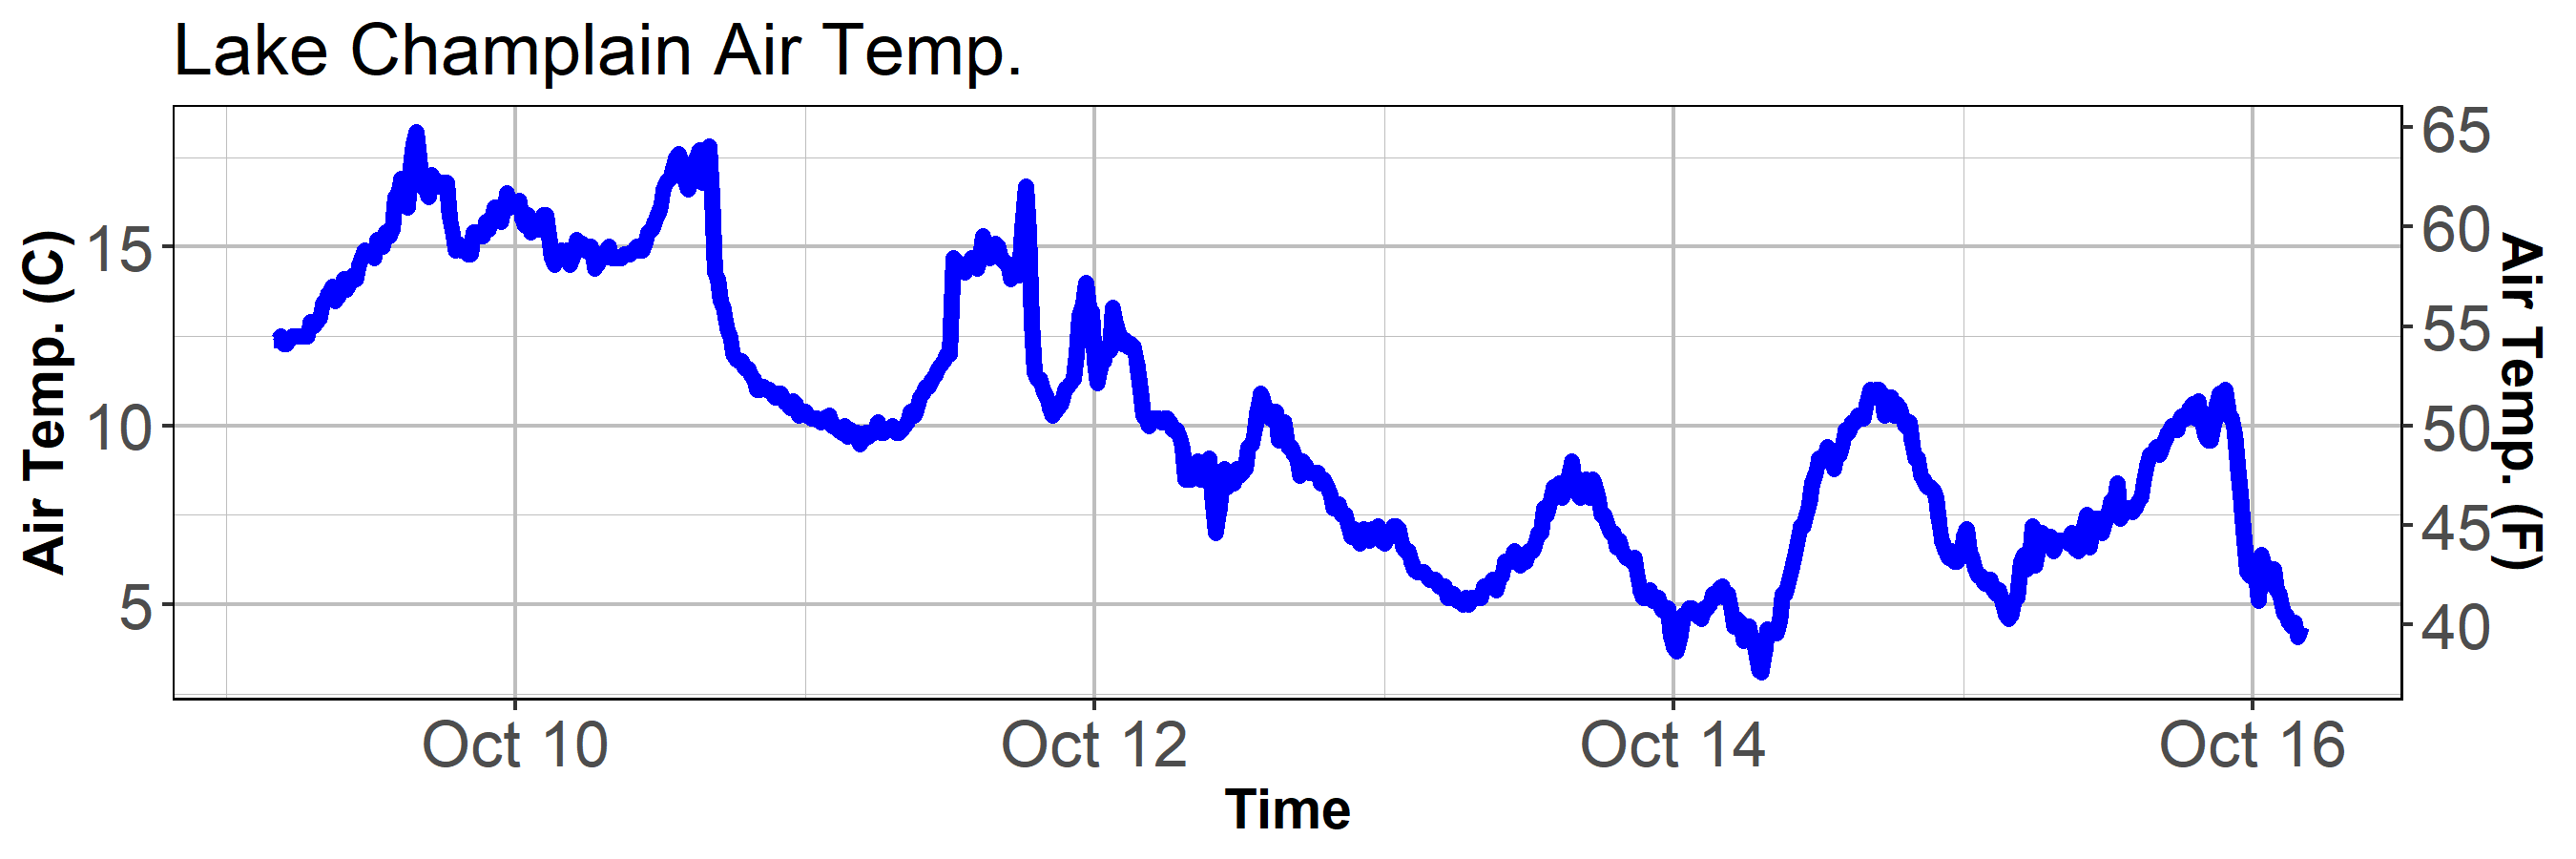 Lake Champlain Air Temp.
Air Temp. (C)
15
10
5
65
60
55
50
45
40
Air Temp. (F)
Oct 10
Oct 12
Oct 14
Oct 16
Time